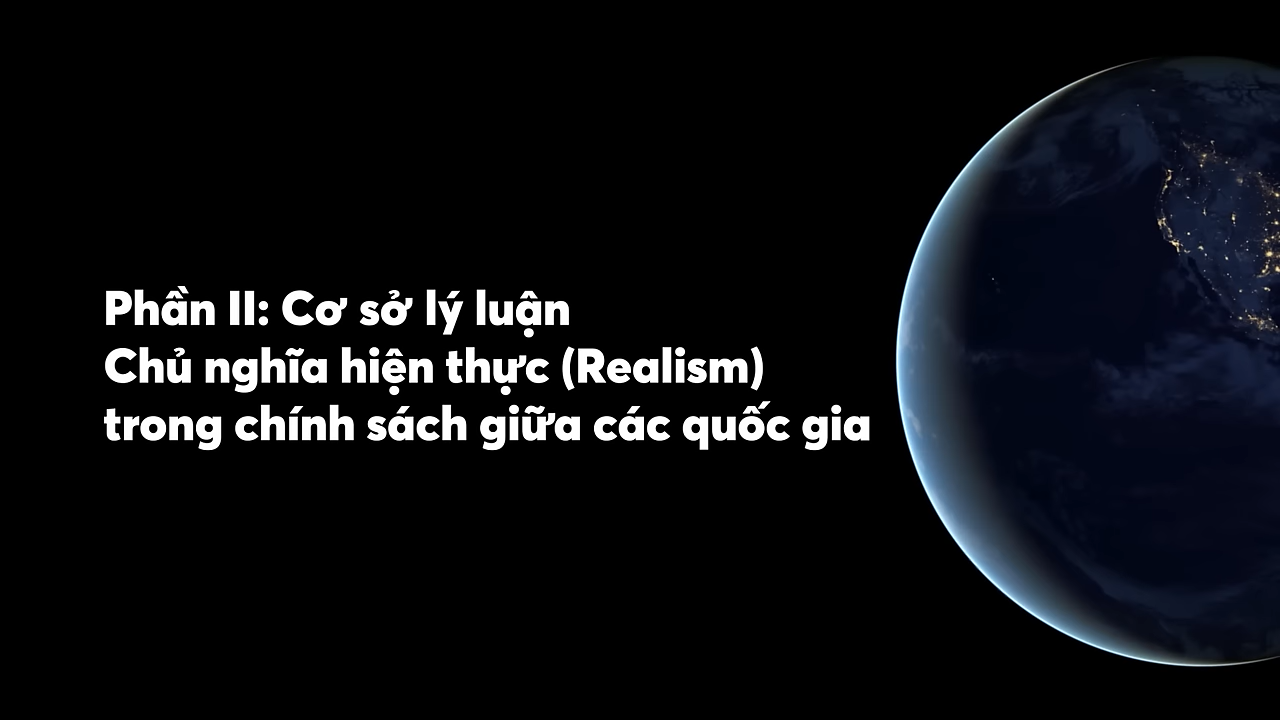 Phần II: Cơ sở lý luận
Chủ nghĩa hiện thực (Realism)
trong chính sách giữa các quốc gia